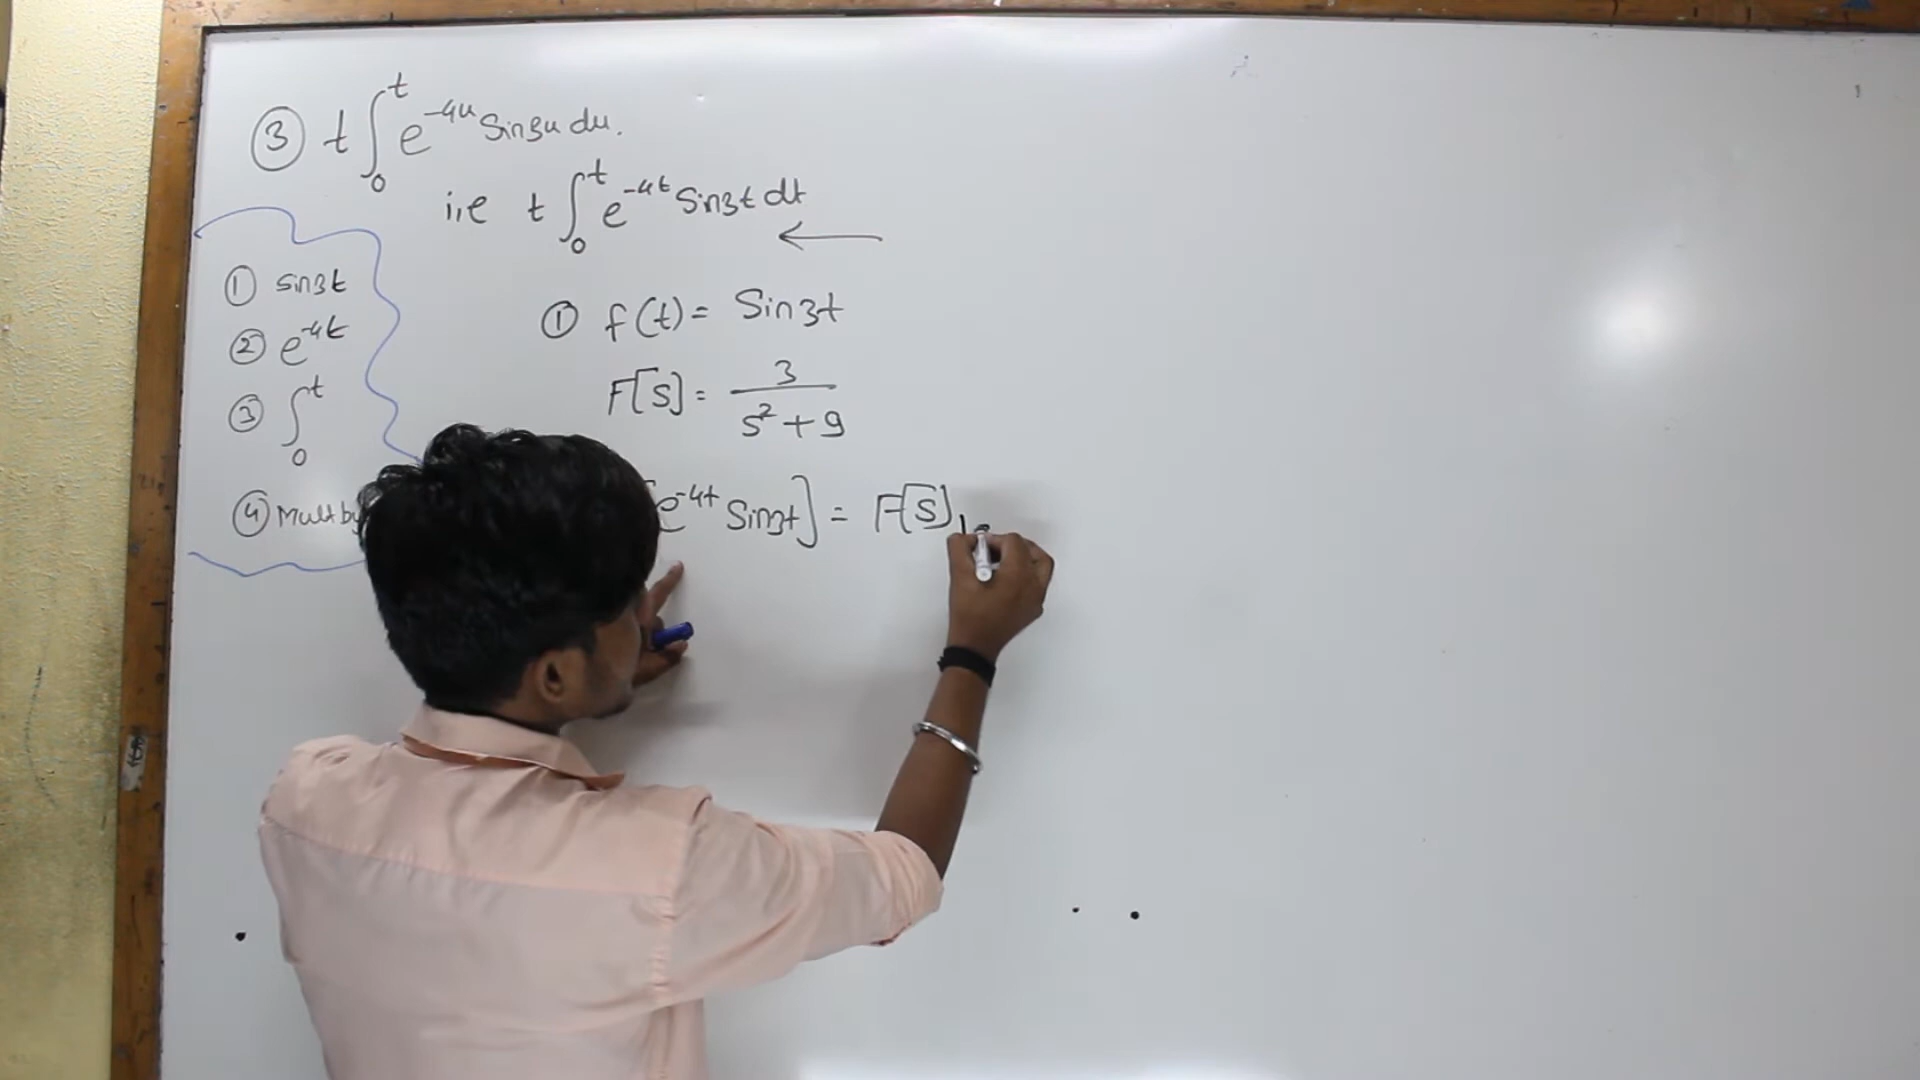 ③ t ∫₀ᵗ e^-4u Sin3u du.
i,e t ∫₀ᵗ e^-4t Sin3t dt
① sin3t
② e^-4t
③ ∫₀ᵗ
④ Mult by
① f(t) = Sin3t
F[S] = 3 / s²+9
e^-4t Sin3t] = F[S]